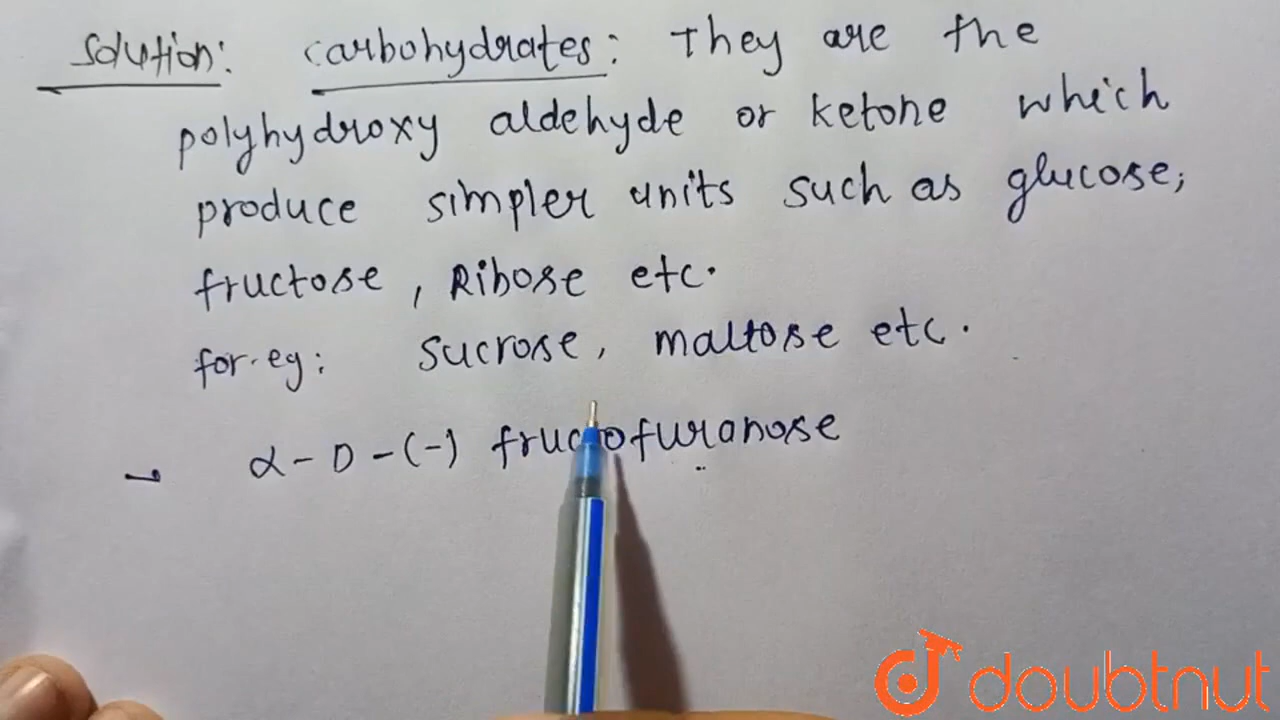 Solution: Carbohydrates: They are the
polyhydroxy aldehyde or ketone which
produce simpler units such as glucose,
fructose, Ribose etc.
for.eg: sucrose, maltose etc.
→ α-D-(-) fructofuranose
doubtnut